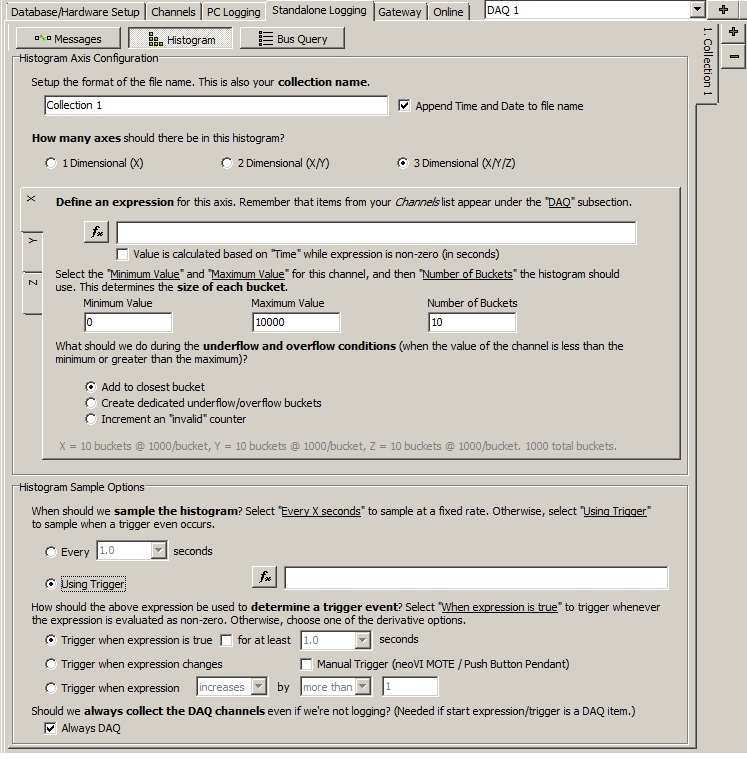 Database/Hardware Setup Channels PC Logging Standalone Logging Gateway Online DAQ 1
Messages Histogram Bus Query
1. Collection 1
Histogram Axis Configuration
Setup the format of the file name. This is also your collection name.
Collection 1 Append Time and Date to file name
How many axes should there be in this histogram?
1 Dimensional (X) 2 Dimensional (X/Y) 3 Dimensional (X/Y/Z)
X
Y
Z
Define an expression for this axis. Remember that items from your Channels list appear under the "DAQ" subsection.
fx
Value is calculated based on "Time" while expression is non-zero (in seconds)
Select the "Minimum Value" and "Maximum Value" for this channel, and then "Number of Buckets" the histogram should
use. This determines the size of each bucket.
Minimum Value Maximum Value Number of Buckets
0 10000 10
What should we do during the underflow and overflow conditions (when the value of the channel is less than the
minimum or greater than the maximum)?
Add to closest bucket
Create dedicated underflow/overflow buckets
Increment an "invalid" counter
X = 10 buckets @ 1000/bucket, Y = 10 buckets @ 1000/bucket, Z = 10 buckets @ 1000/bucket. 1000 total buckets.
Histogram Sample Options
When should we sample the histogram? Select "Every X seconds" to sample at a fixed rate. Otherwise, select "Using Trigger"
to sample when a trigger even occurs.
Every 1.0 seconds
Using Trigger fx
How should the above expression be used to determine a trigger event? Select "When expression is true" to trigger whenever
the expression is evaluated as non-zero. Otherwise, choose one of the derivative options.
Trigger when expression is true for at least 1.0 seconds
Trigger when expression changes Manual Trigger (neoVI MOTE / Push Button Pendant)
Trigger when expression increases by more than 1
Should we always collect the DAQ channels even if we're not logging? (Needed if start expression/trigger is a DAQ item.)
Always DAQ